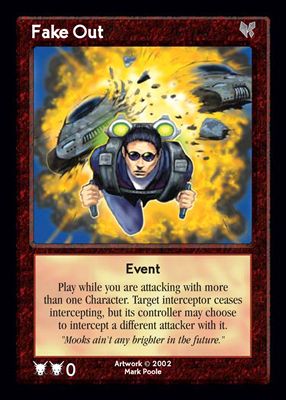 Fake Out
Event
Play while you are attacking with more
than one Character. Target interceptor ceases
intercepting, but its controller may choose
to intercept a different attacker with it.
"Mooks ain't any brighter in the future."
0
Artwork © 2002
Mark Poole